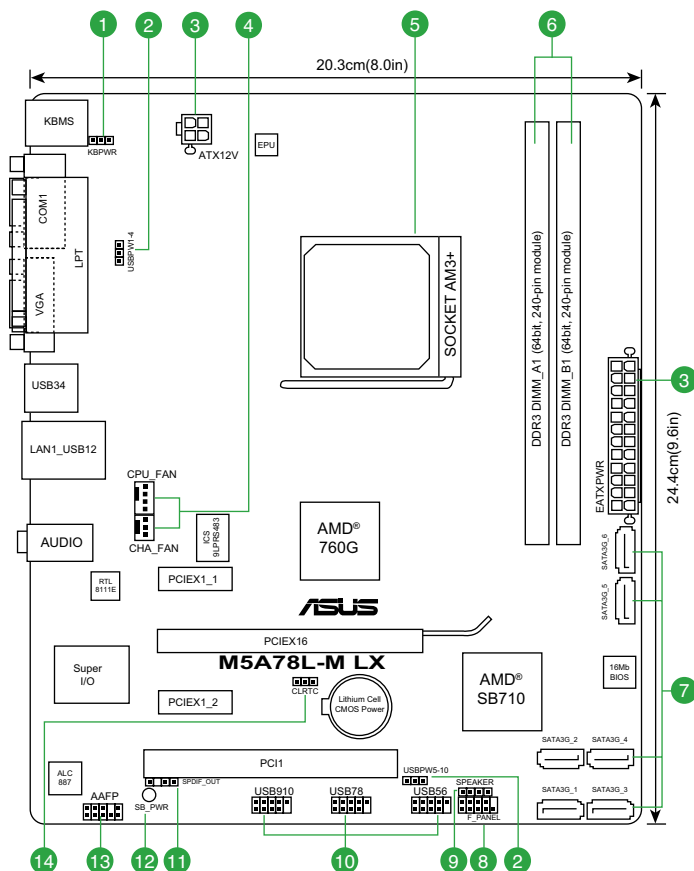 1 2 3 4 5 6
20.3cm(8.0in)
KBMS
KBPWR
ATX12V
EPU
COM1
LPT
VGA
USBPW1-4
SOCKET AM3+
DDR3 DIMM_A1 (64bit, 240-pin module)
DDR3 DIMM_B1 (64bit, 240-pin module)
24.4cm(9.6in)
USB34
3
EATXPWR
LAN1_USB12
CPU_FAN
CHA_FAN
AUDIO
ICS
9LPRS483
AMD®
760G
SATA3G_6
SATA3G_5
RTL
8111E
PCIEX1_1
ASUS
PCIEX16
M5A78L-M LX
Super
I/O
PCIEX1_2
CLRTC
Lithium Cell
CMOS Power
AMD®
SB710
16Mb
BIOS
7
SATA3G_2
SATA3G_4
PCI1
ALC
887
USBPW5-10
SPDIF_OUT
SPEAKER
AAFP
SB_PWR
USB910
USB78
USB56
F_PANEL
SATA3G_1
SATA3G_3
14 13 12 11 10 9 8 2